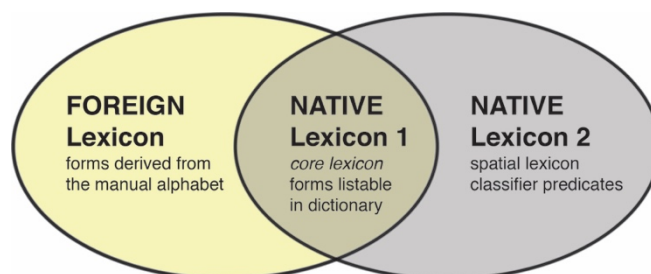 FOREIGN
Lexicon
forms derived from
the manual alphabet
NATIVE
Lexicon 1
core lexicon
forms listable
in dictionary
NATIVE
Lexicon 2
spatial lexicon
classifier predicates